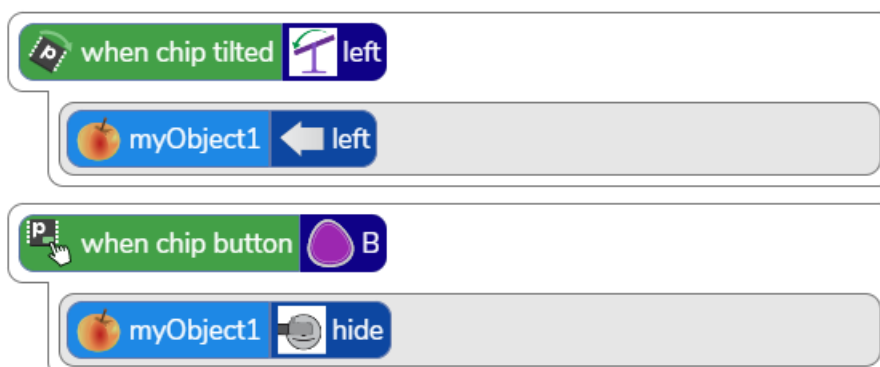 p when chip tilted left
myObject1 left
p when chip button B
myObject1 hide